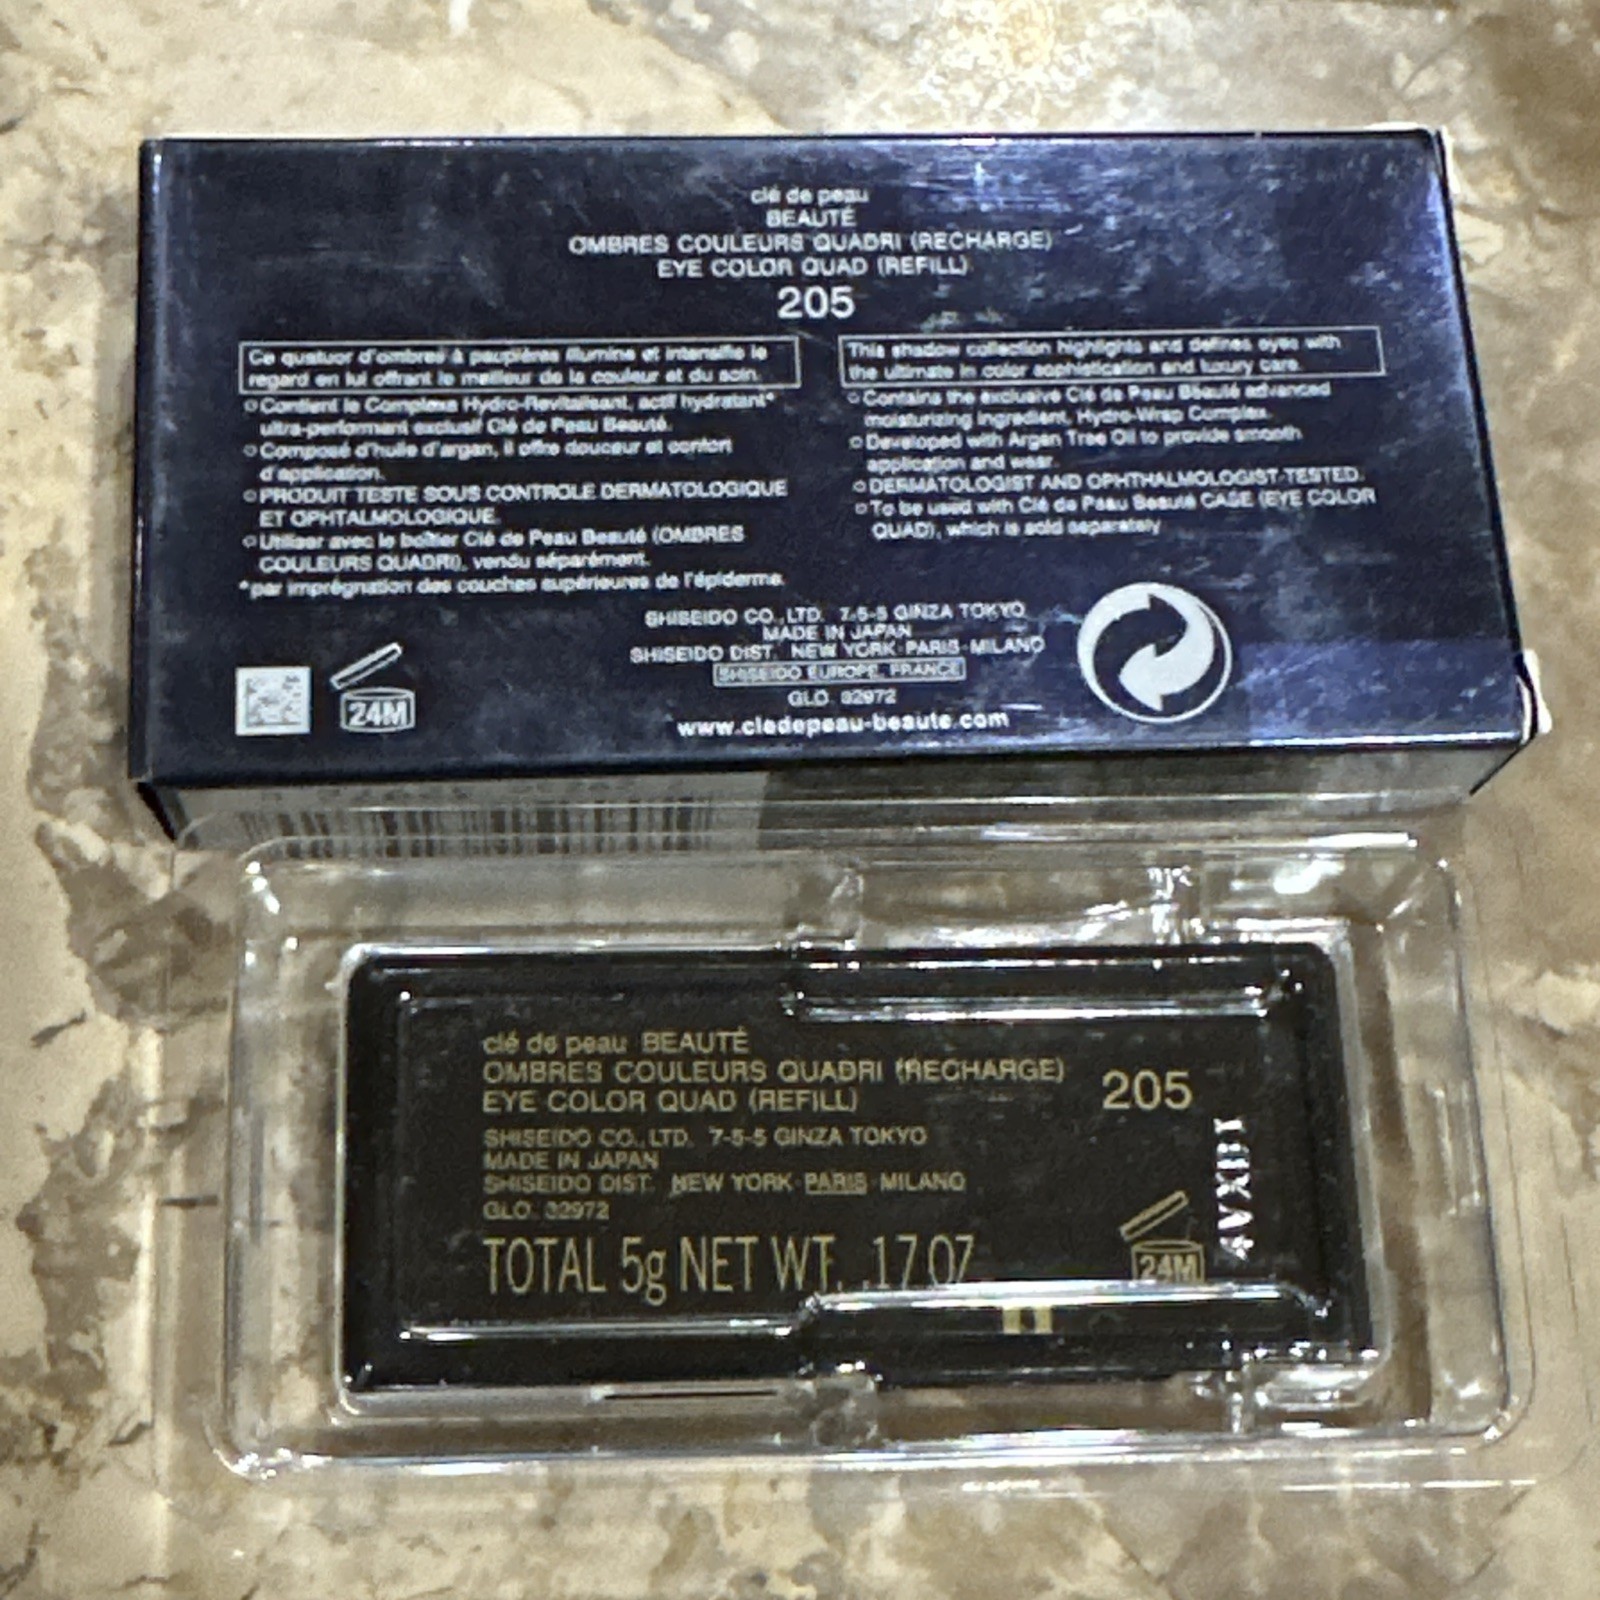 clé de peau
BEAUTÉ
OMBRES COULEURS QUADRI (RECHARGE)
EYE COLOR QUAD (REFILL)
205
Ce quatuor d'ombres à paupières illumine et intensifie le
regard en lui offrant le meilleur de la couleur et du soin.
Contient le Complexe Hydro-Revitalisant, actif hydratant*
ultra-performant exclusif Clé de Peau Beauté.
Composé d'huile d'argan, il offre douceur et confort
d'application.
PRODUIT TESTE SOUS CONTROLE DERMATOLOGIQUE
ET OPHTALMOLOGIQUE.
Utiliser avec le boîtier Clé de Peau Beauté (OMBRES
COULEURS QUADRI), vendu séparément.
*par imprégnation des couches supérieures de l'épiderme.
This shadow collection highlights and defines eyes with
the ultimate in color sophistication and luxury care.
Contains the exclusive Clé de Peau Beauté advanced
moisturizing ingredient, Hydro-Wrap Complex.
Developed with Argan Tree Oil to provide smooth
application and wear.
DERMATOLOGIST AND OPHTHALMOLOGIST-TESTED.
To be used with Clé de Peau Beauté CASE (EYE COLOR
QUAD), which is sold separately
SHISEIDO CO.,LTD. 7-5-5 GINZA TOKYO
MADE IN JAPAN
SHISEIDO DIST. NEW YORK·PARIS·MILANO
SHISEIDO EUROPE, FRANCE
GLO. 32972
www.cledepeau-beaute.com
24M
clé de peau BEAUTÉ
OMBRES COULEURS QUADRI (RECHARGE)
EYE COLOR QUAD (REFILL)
205
SHISEIDO CO., LTD. 7-5-5 GINZA TOKYO
MADE IN JAPAN
SHISEIDO DIST. NEW YORK·PARIS·MILANO
GLO. 32972
TOTAL 5g NET WT. .17 OZ
24M
4VXBI